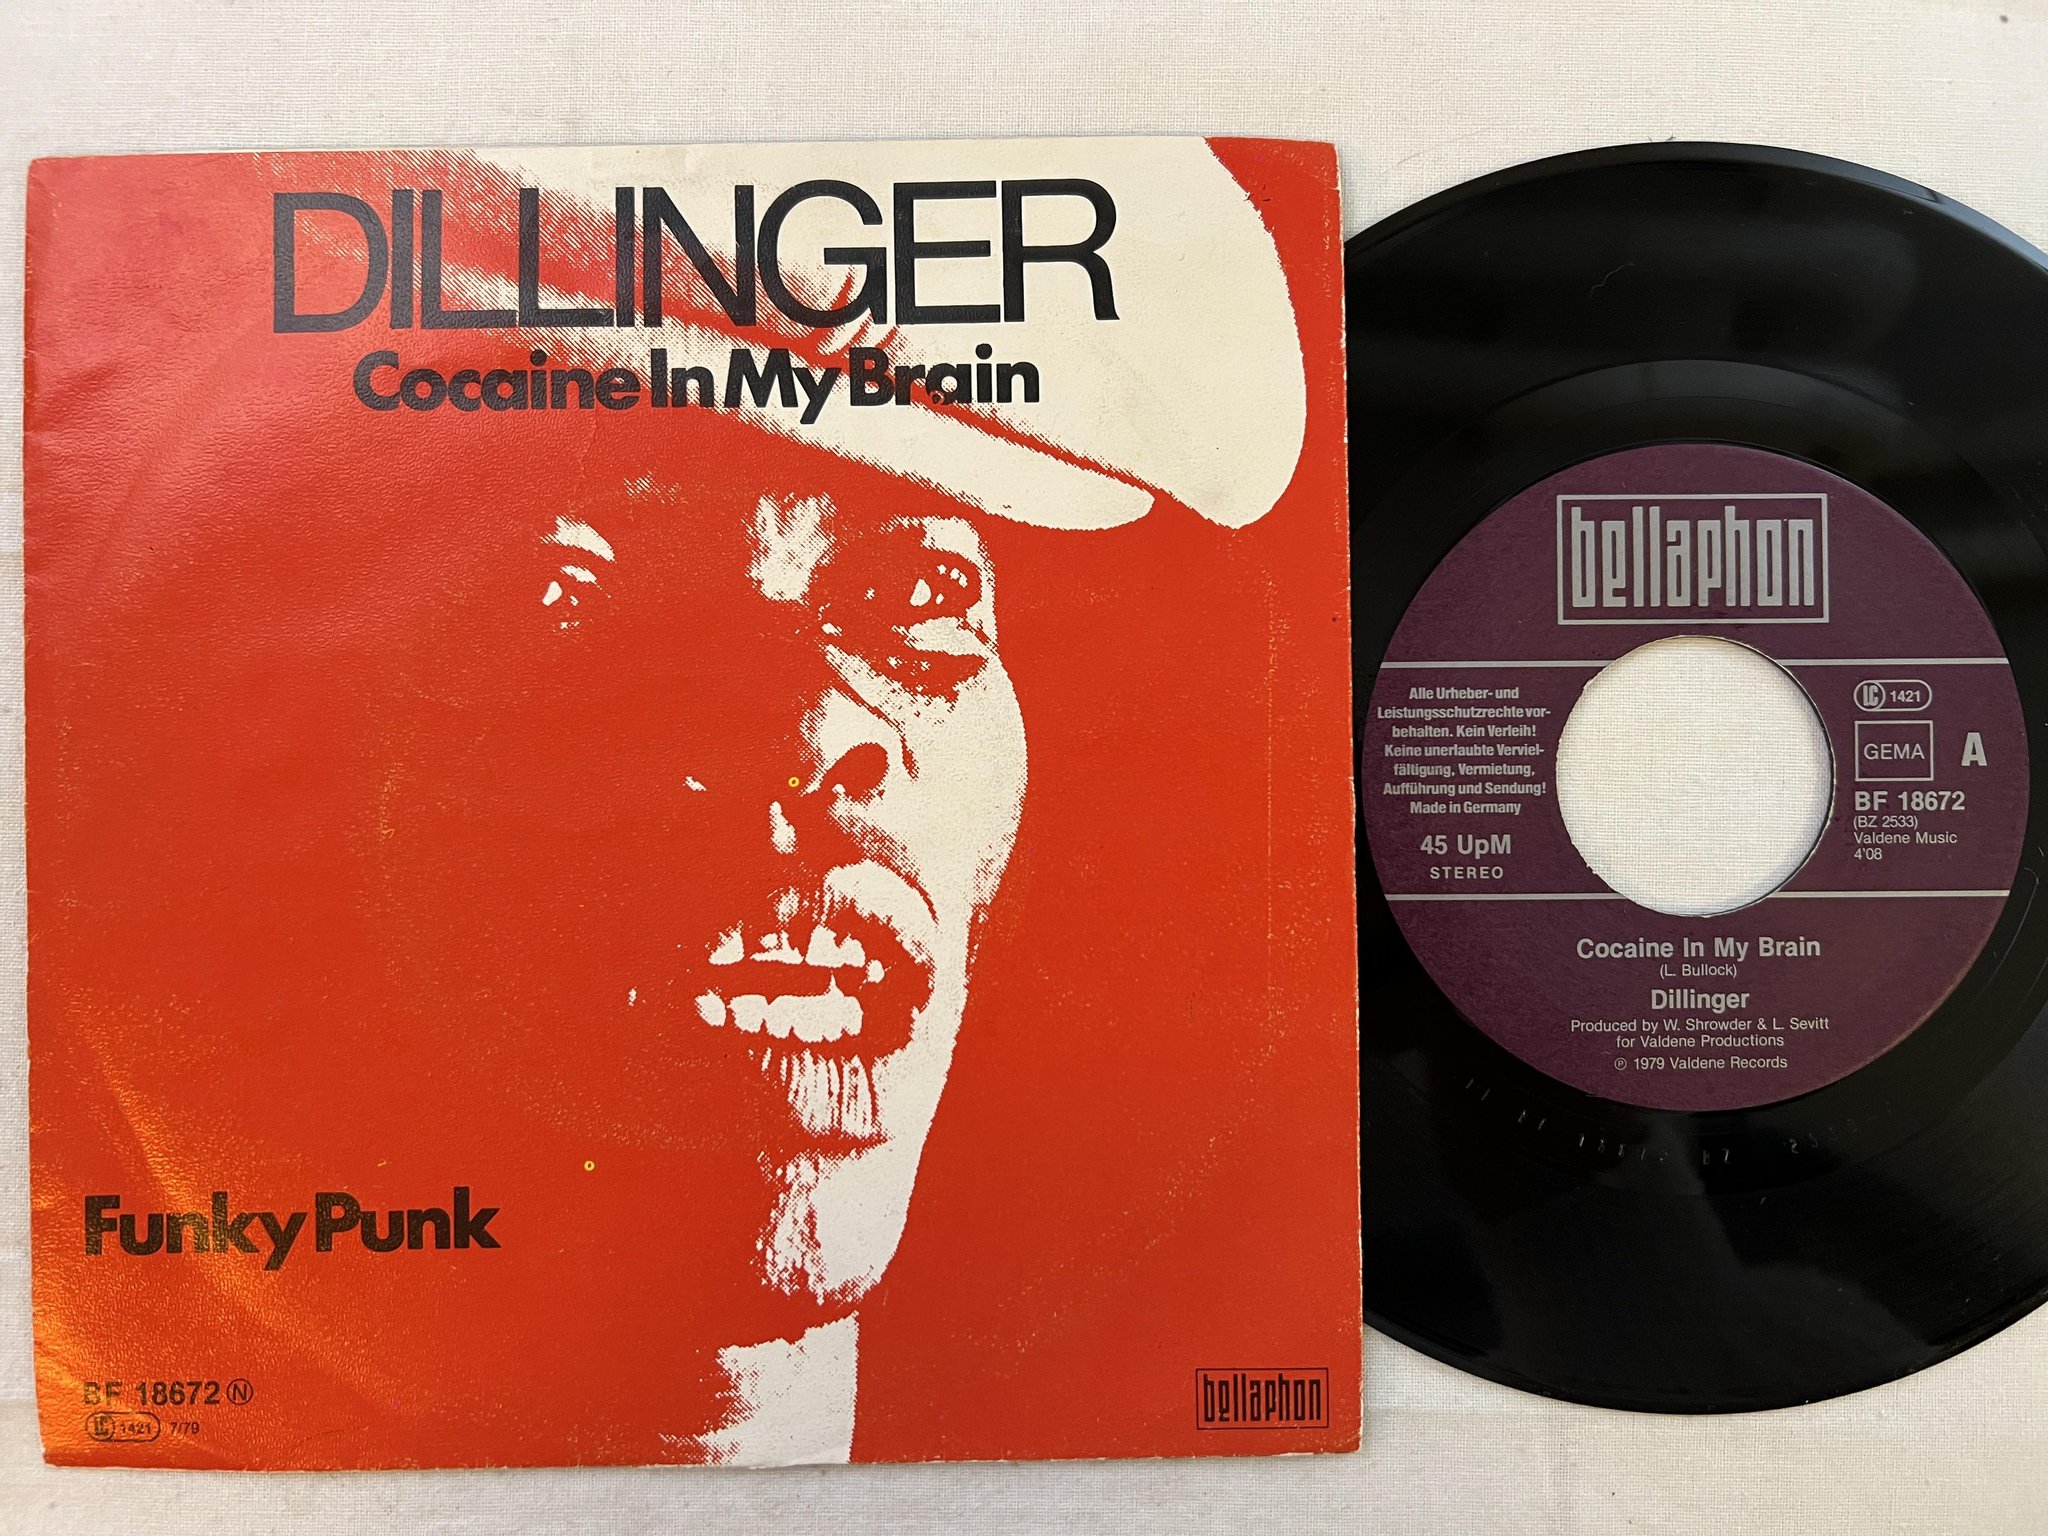 DILLINGER
Cocaine In My Brain
Funky Punk
BF 18672 N
LC 1421 7/79
bellaphon
bellaphon
Alle Urheber- und
Leistungsschutzrechte vor-
behalten. Kein Verleih!
Keine unerlaubte Verviel-
fältigung, Vermietung,
Aufführung und Sendung!
Made in Germany
45 UpM
STEREO
LC 1421
GEMA A
BF 18672
(BZ 2533)
Valdene Music
4'08
Cocaine In My Brain
(L. Bullock)
Dillinger
Produced by W. Shrowder & L. Sevitt
for Valdene Productions
℗ 1979 Valdene Records